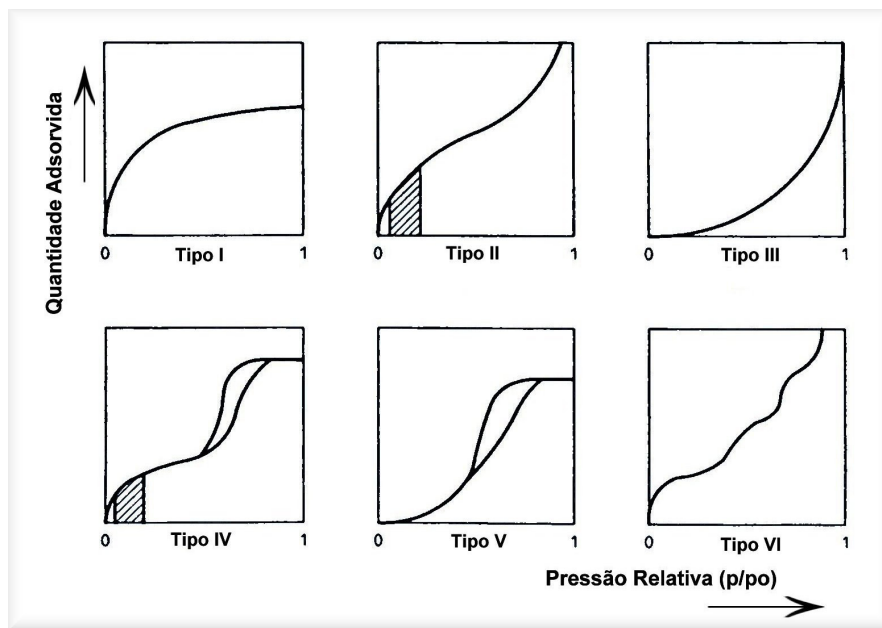 Quantidade Adsorvida
0 Tipo I 1
0 Tipo II 1
0 Tipo III 1
0 Tipo IV 1
0 Tipo V 1
0 Tipo VI 1
Pressão Relativa (p/po)